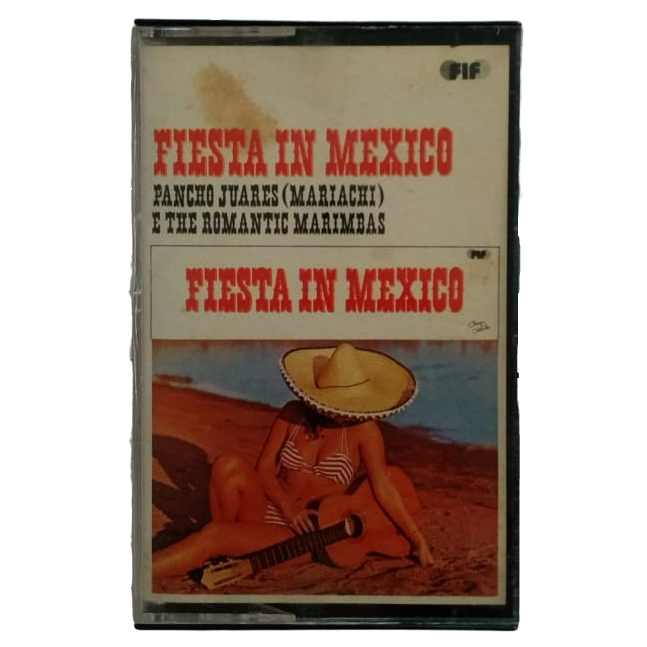 FIF
FIESTA IN MEXICO
PANCHO JUARES (MARIACHI)
E THE ROMANTIC MARIMBAS
FIF
FIESTA IN MEXICO